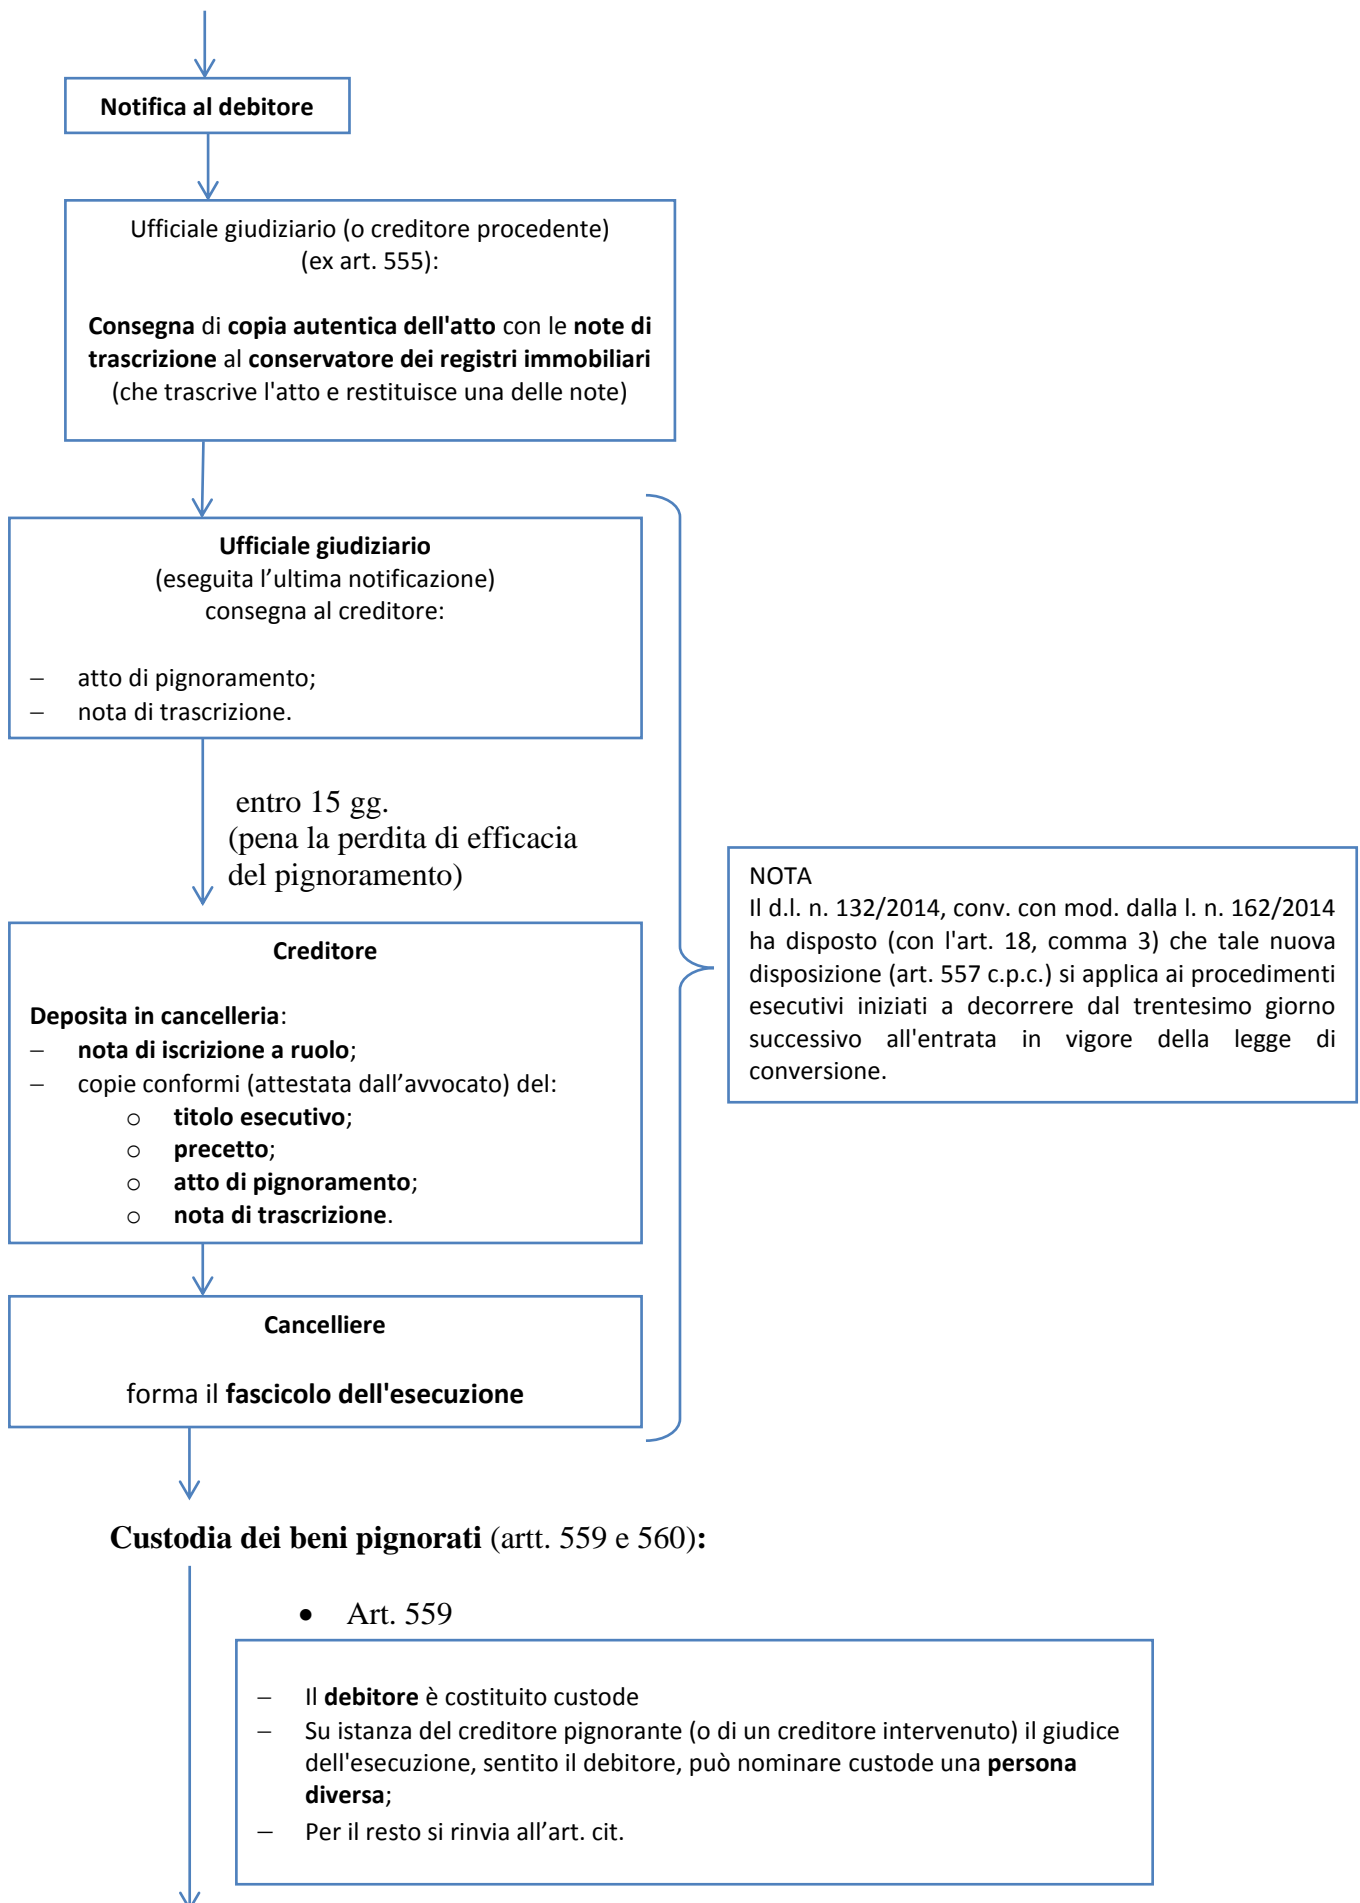 Notifica al debitore
Ufficiale giudiziario (o creditore procedente)
(ex art. 555):
Consegna di copia autentica dell'atto con le note di
trascrizione al conservatore dei registri immobiliari
(che trascrive l'atto e restituisce una delle note)
Ufficiale giudiziario
(eseguita l’ultima notificazione)
consegna al creditore:
– atto di pignoramento;
– nota di trascrizione.
entro 15 gg.
(pena la perdita di efficacia
del pignoramento)
Creditore
Deposita in cancelleria:
– nota di iscrizione a ruolo;
– copie conformi (attestata dall’avvocato) del:
o titolo esecutivo;
o precetto;
o atto di pignoramento;
o nota di trascrizione.
NOTA
Il d.l. n. 132/2014, conv. con mod. dalla l. n. 162/2014
ha disposto (con l'art. 18, comma 3) che tale nuova
disposizione (art. 557 c.p.c.) si applica ai procedimenti
esecutivi iniziati a decorrere dal trentesimo giorno
successivo all'entrata in vigore della legge di
conversione.
Cancelliere
forma il fascicolo dell'esecuzione
Custodia dei beni pignorati (artt. 559 e 560):
• Art. 559
– Il debitore è costituito custode
– Su istanza del creditore pignorante (o di un creditore intervenuto) il giudice
dell'esecuzione, sentito il debitore, può nominare custode una persona
diversa;
– Per il resto si rinvia all’art. cit.